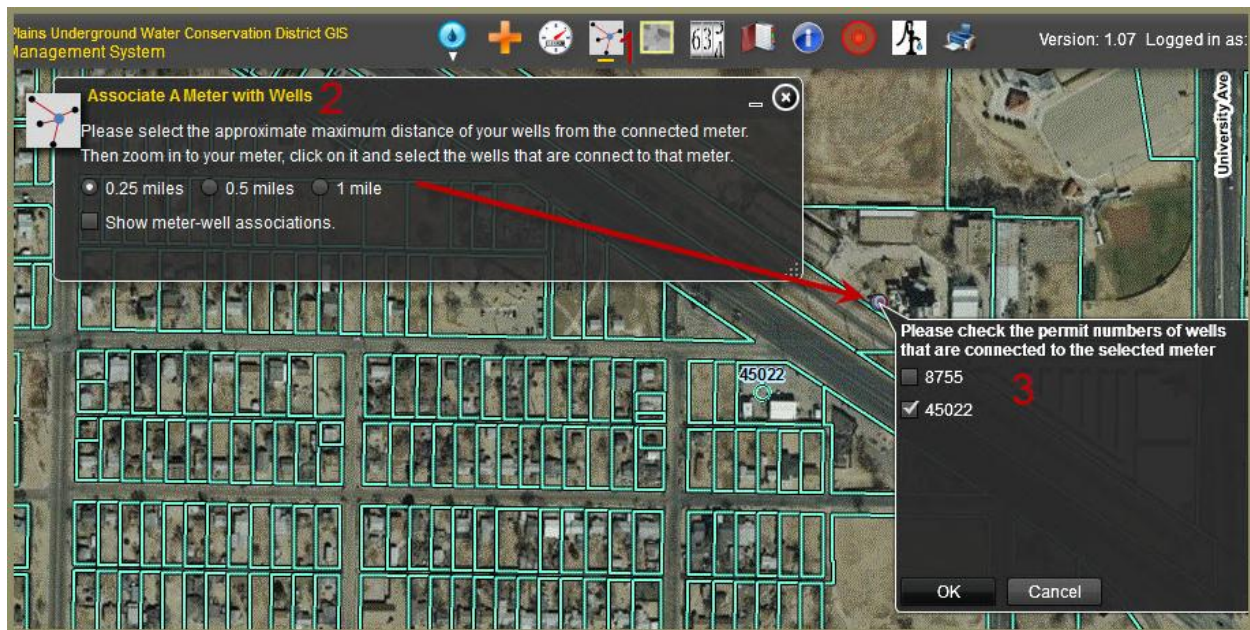 Plains Underground Water Conservation District GIS
Management System
1
63
Version: 1.07 Logged in as:
Associate A Meter with Wells 2
Please select the approximate maximum distance of your wells from the connected meter.
Then zoom in to your meter, click on it and select the wells that are connect to that meter.
0.25 miles 0.5 miles 1 mile
Show meter-well associations.
University Ave
Please check the permit numbers of wells
that are connected to the selected meter
8755
45022 3
45022
OK Cancel